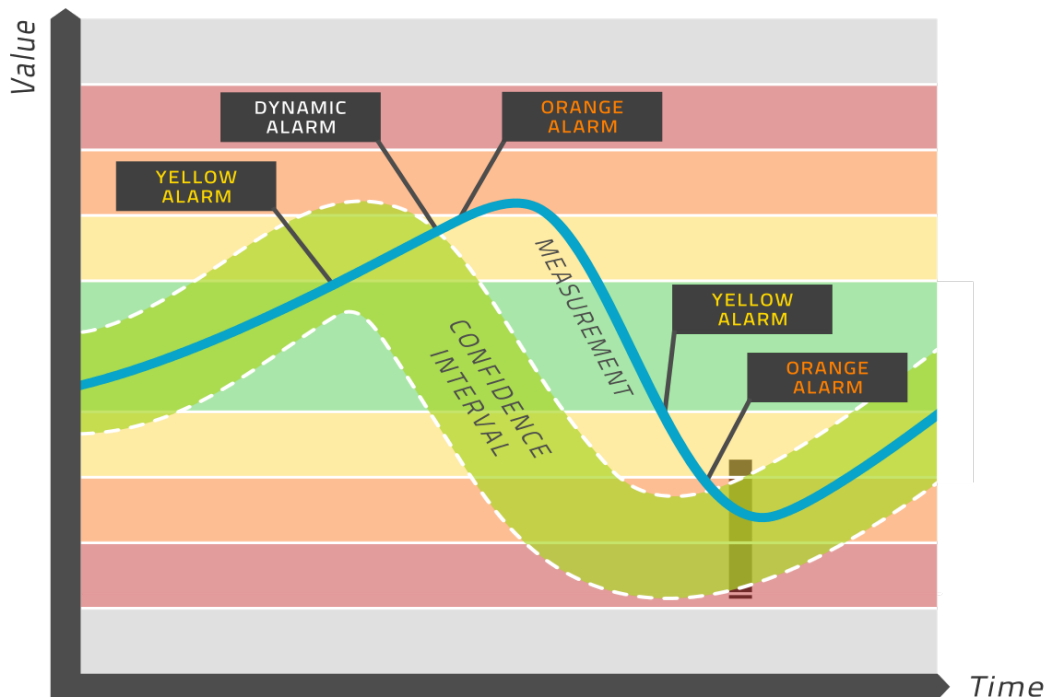 Value
DYNAMIC
ALARM
ORANGE
ALARM
YELLOW
ALARM
MEASUREMENT
YELLOW
ALARM
CONFIDENCE
INTERVAL
ORANGE
ALARM
Time